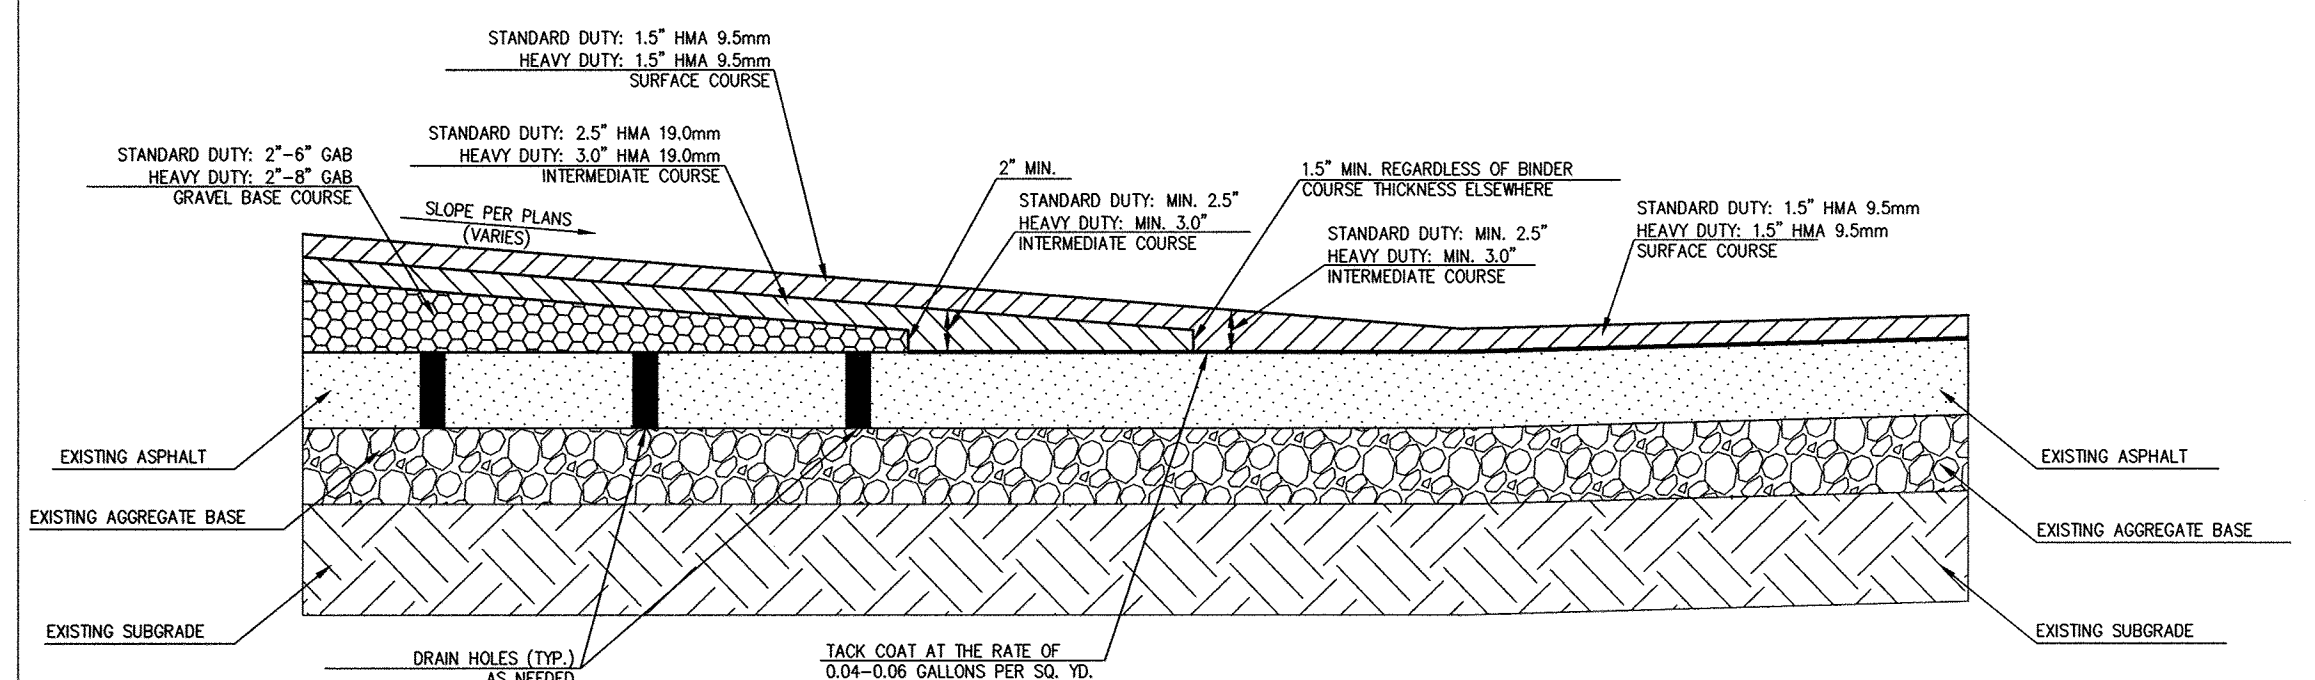 STANDARD DUTY: 1.5" HMA 9.5mm
HEAVY DUTY: 1.5" HMA 9.5mm
SURFACE COURSE
STANDARD DUTY: 2.5" HMA 19.0mm
HEAVY DUTY: 3.0" HMA 19.0mm
INTERMEDIATE COURSE
STANDARD DUTY: 2"-6" GAB
HEAVY DUTY: 2"-8" GAB
GRAVEL BASE COURSE
SLOPE PER PLANS
(VARIES)
2" MIN.
STANDARD DUTY: MIN. 2.5"
HEAVY DUTY: MIN. 3.0"
INTERMEDIATE COURSE
1.5" MIN. REGARDLESS OF BINDER
COURSE THICKNESS ELSEWHERE
STANDARD DUTY: MIN. 2.5"
HEAVY DUTY: MIN. 3.0"
INTERMEDIATE COURSE
STANDARD DUTY: 1.5" HMA 9.5mm
HEAVY DUTY: 1.5" HMA 9.5mm
SURFACE COURSE
EXISTING ASPHALT
EXISTING AGGREGATE BASE
EXISTING SUBGRADE
DRAIN HOLES (TYP.)
AS NEEDED
TACK COAT AT THE RATE OF
0.04-0.06 GALLONS PER SQ. YD.
EXISTING ASPHALT
EXISTING AGGREGATE BASE
EXISTING SUBGRADE